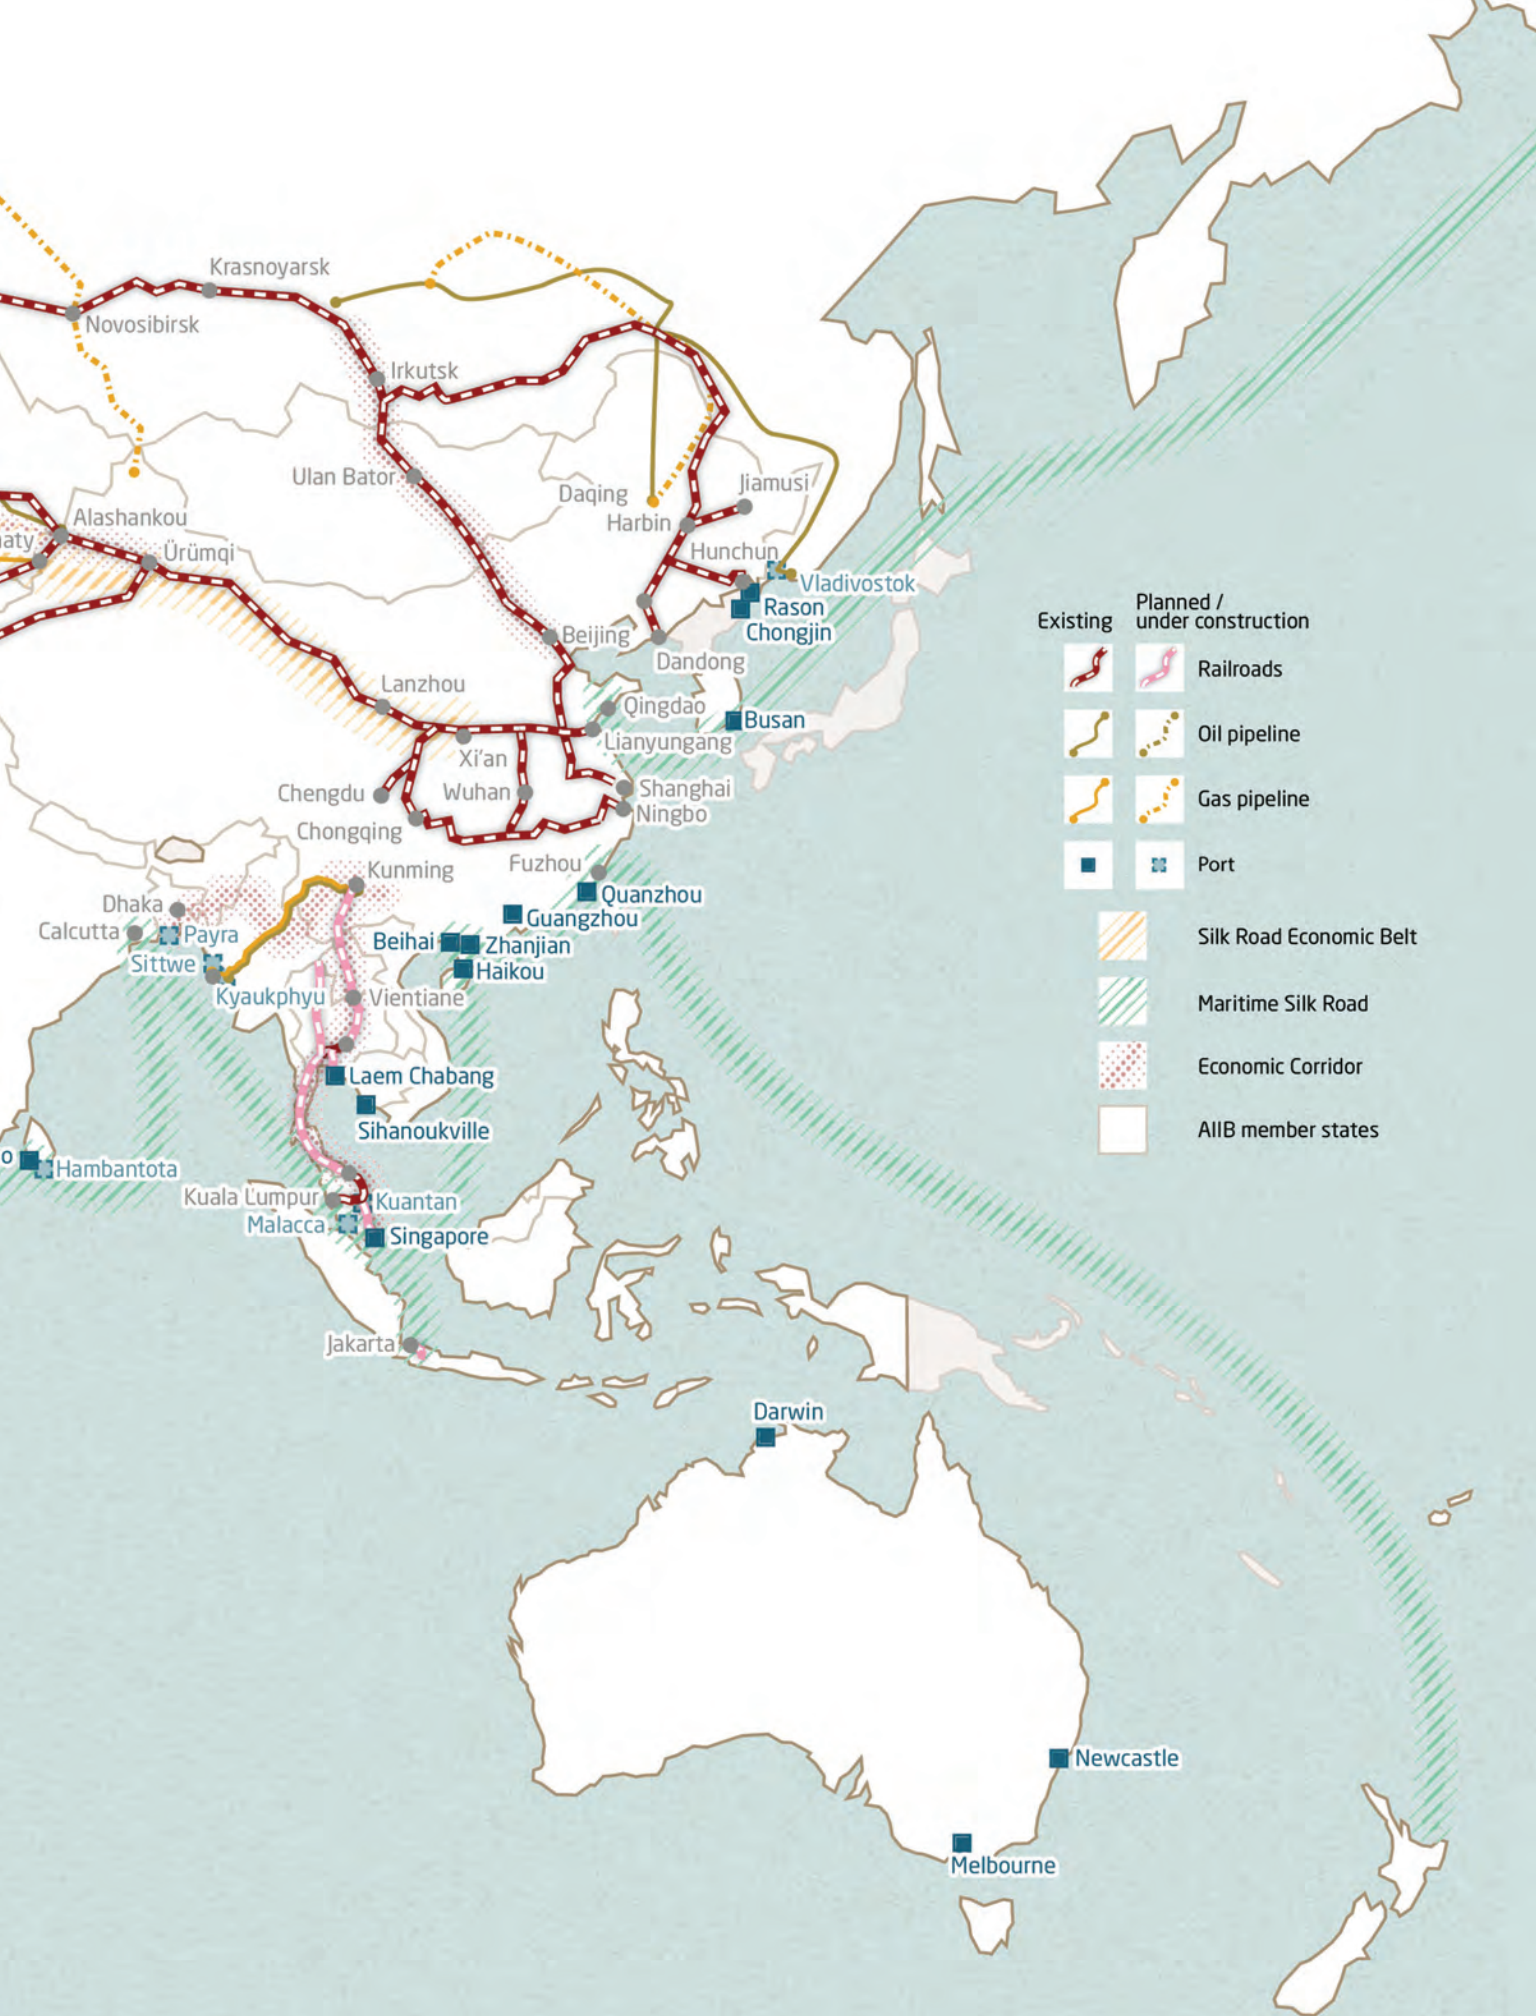 Krasnoyarsk
Novosibirsk
Irkutsk
Ulan Bator
Daqing
Jiamusi
Harbin
Alashankou
naty
Ürümqi
Hunchun
Vladivostok
Rason
Chongjin
Beijing
Dandong
Lanzhou
Qingdao
Busan
Lianyungang
Xi'an
Chengdu
Wuhan
Shanghai
Ningbo
Chongqing
Fuzhou
Kunming
Quanzhou
Dhaka
Guangzhou
Calcutta
Payra
Beihai
Zhanjian
Sittwe
Haikou
Kyaukphyu
Vientiane
Laem Chabang
Sihanoukville
o
Hambantota
Kuala Lumpur
Kuantan
Malacca
Singapore
Jakarta
Darwin
Newcastle
Melbourne
Existing
Planned /
under construction
Railroads
Oil pipeline
Gas pipeline
Port
Silk Road Economic Belt
Maritime Silk Road
Economic Corridor
AIIB member states